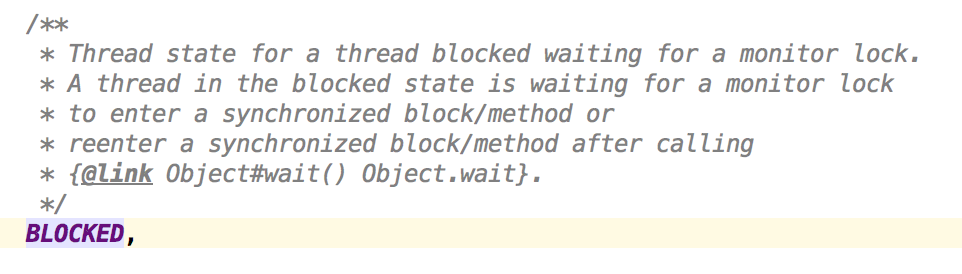 /**
* Thread state for a thread blocked waiting for a monitor lock.
* A thread in the blocked state is waiting for a monitor lock
* to enter a synchronized block/method or
* reenter a synchronized block/method after calling
* {@link Object#wait() Object.wait}.
*/
BLOCKED,